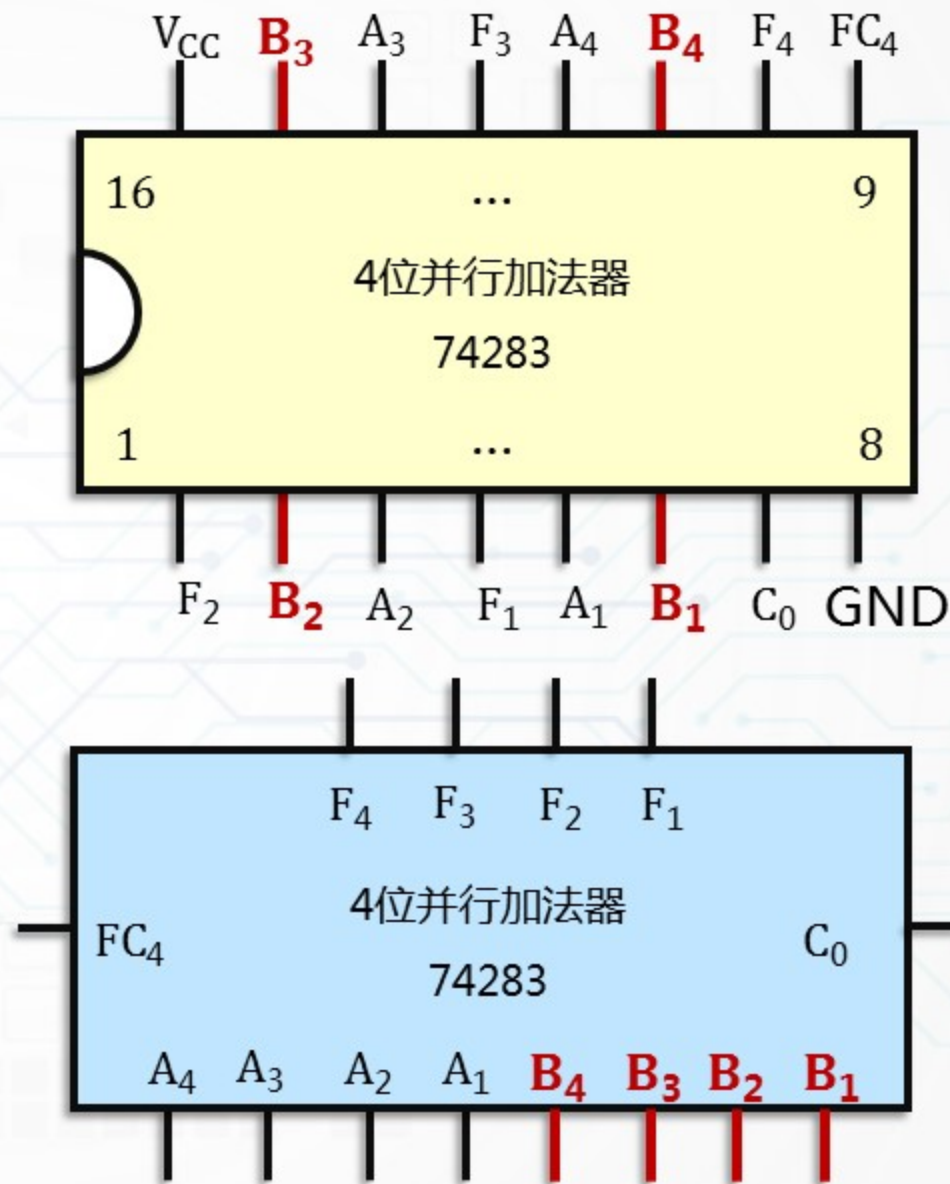 V_CC B₃ A₃ F₃ A₄ B₄ F₄ FC₄
16 ... 9
4位并行加法器
74283
1 ... 8
F₂ B₂ A₂ F₁ A₁ B₁ C₀ GND
F₄ F₃ F₂ F₁
4位并行加法器
FC₄ C₀
74283
A₄ A₃ A₂ A₁ B₄ B₃ B₂ B₁